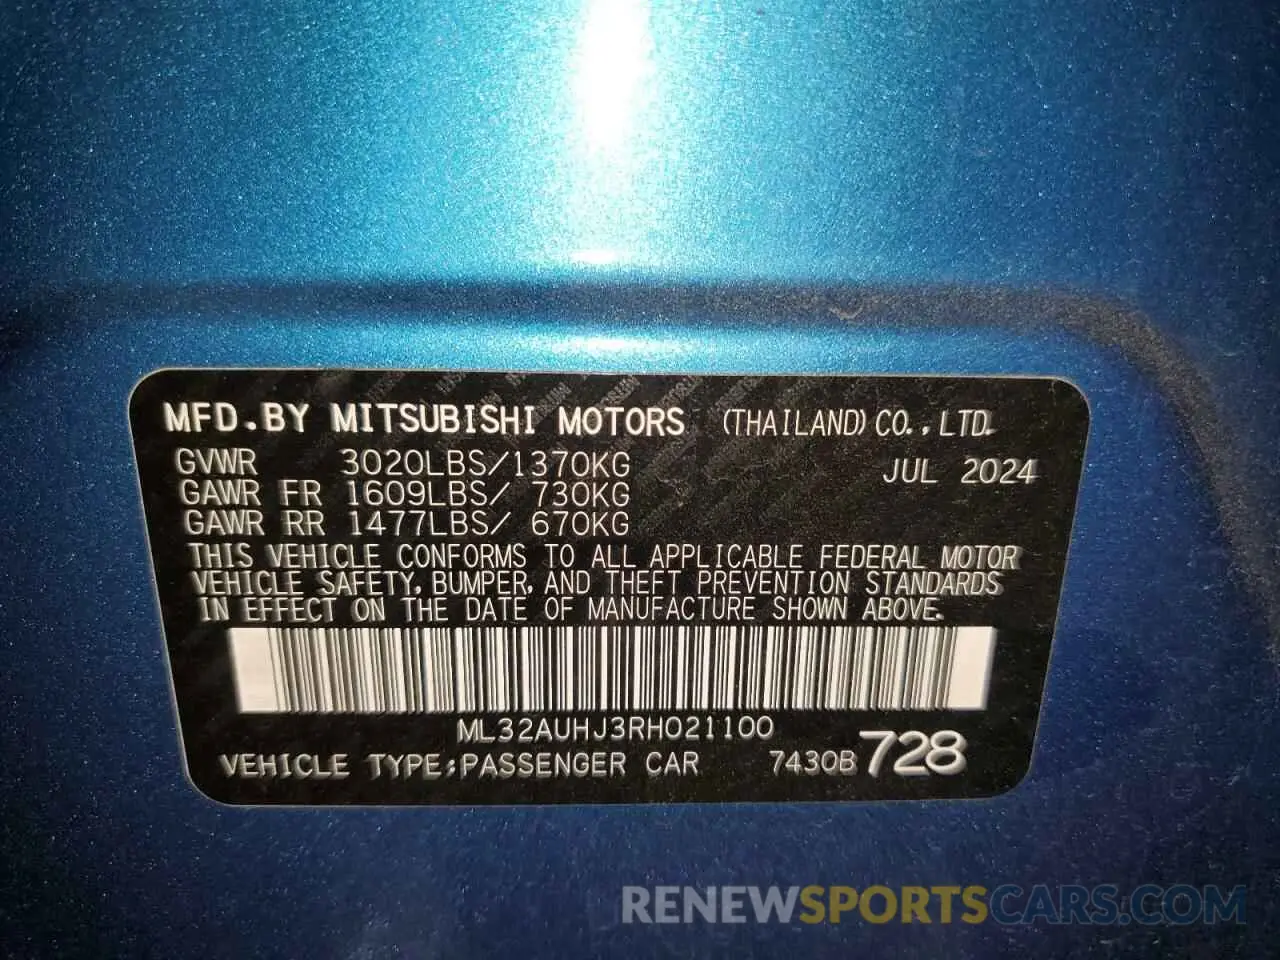 MFD.BY MITSUBISHI MOTORS (THAILAND) CO.,LTD.
GVWR 3020LBS/1370KG JUL 2024
GAWR FR 1609LBS/ 730KG
GAWR RR 1477LBS/ 670KG
THIS VEHICLE CONFORMS TO ALL APPLICABLE FEDERAL MOTOR
VEHICLE SAFETY, BUMPER, AND THEFT PREVENTION STANDARDS
IN EFFECT ON THE DATE OF MANUFACTURE SHOWN ABOVE.
ML32AUHJ3RH021100
VEHICLE TYPE:PASSENGER CAR 7430B 728
RENEWSPORTSCARS.COM